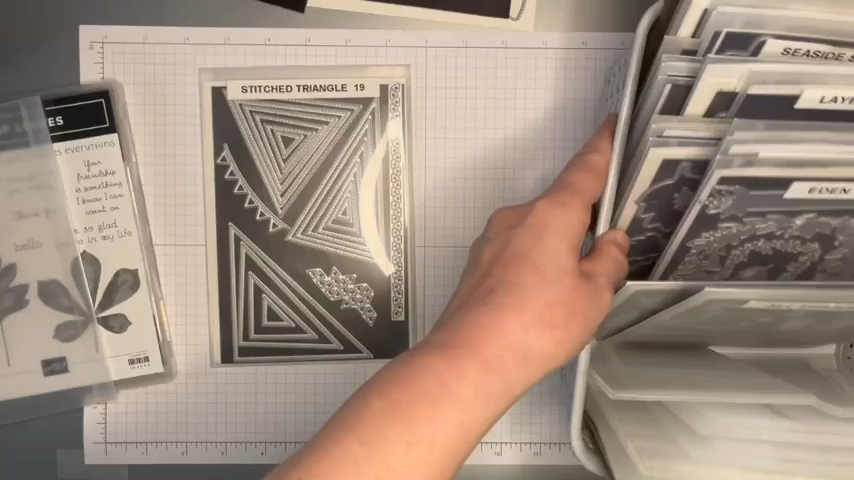 STITCHED TRIANGLE 19
ES
S EVERYTHING
Your
friendship
is something
I know I can
count on
so glad
in my life
hello
SEASIDE S
LAYE
EDEN